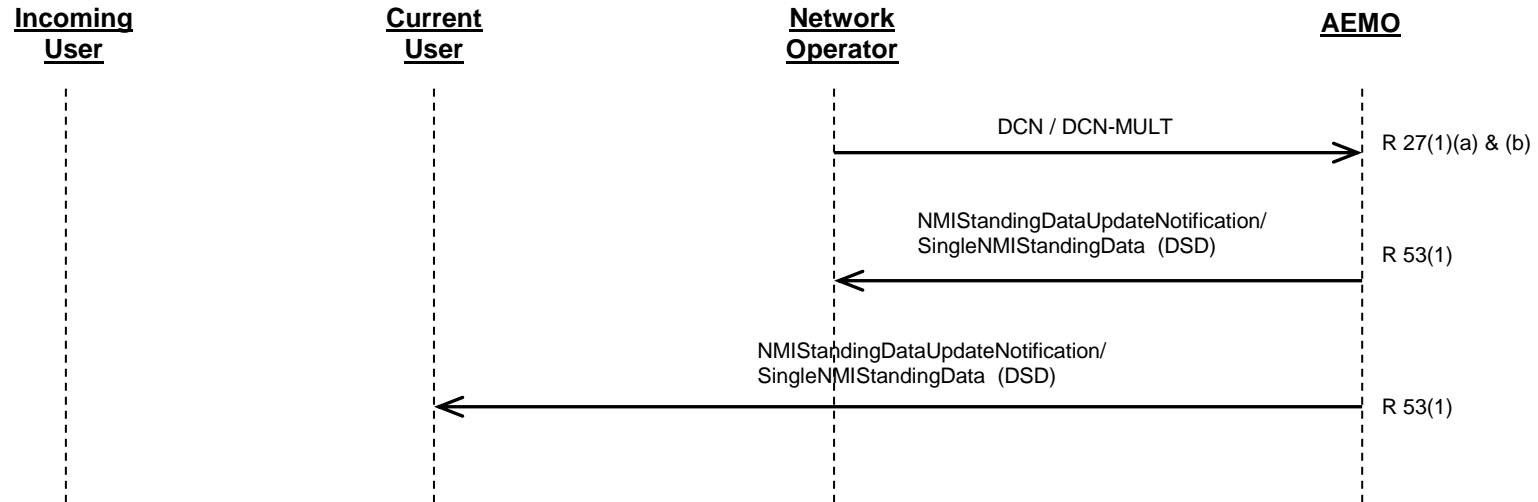 Incoming
User
Current
User
Network
Operator
AEMO
DCN / DCN-MULT
R 27(1)(a) & (b)
NMIStandingDataUpdateNotification/
SingleNMIStandingData (DSD)
R 53(1)
NMIStandingDataUpdateNotification/
SingleNMIStandingData (DSD)
R 53(1)